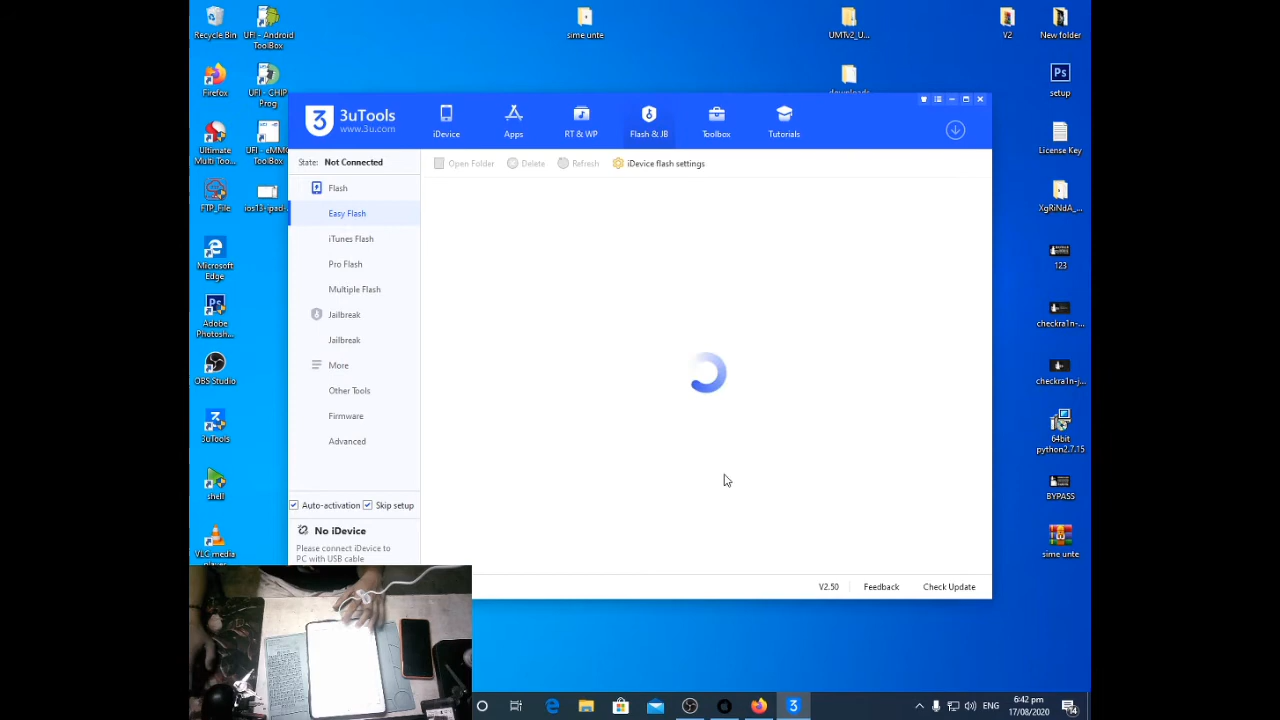 Recycle Bin
UFI - Android
ToolBox
sime unte
UMTv2_U...
V2
New folder
Firefox
UFI - CHIP
Prog
downloads
setup
3uTools
www.3u.com
iDevice
Apps
RT & WP
Flash & JB
Toolbox
Tutorials
Ultimate
Multi Too...
UFI - eMMC
ToolBox
License Key
State: Not Connected
Open Folder
Delete
Refresh
iDevice flash settings
FTP_File
ios13-ipad-
XgRiNdA_...
Flash
Easy Flash
iTunes Flash
Pro Flash
Multiple Flash
Jailbreak
Jailbreak
More
Other Tools
Firmware
Advanced
Microsoft
Edge
123
Adobe
Photosh...
checkra1n-...
OBS Studio
checkra1n-j...
3uTools
64bit
python2.7.15
shell
BYPASS
Auto-activation
Skip setup
No iDevice
Please connect iDevice to
PC with USB cable
VLC media
sime unte
V2.50
Feedback
Check Update
ENG
6:42 pm
17/08/2020